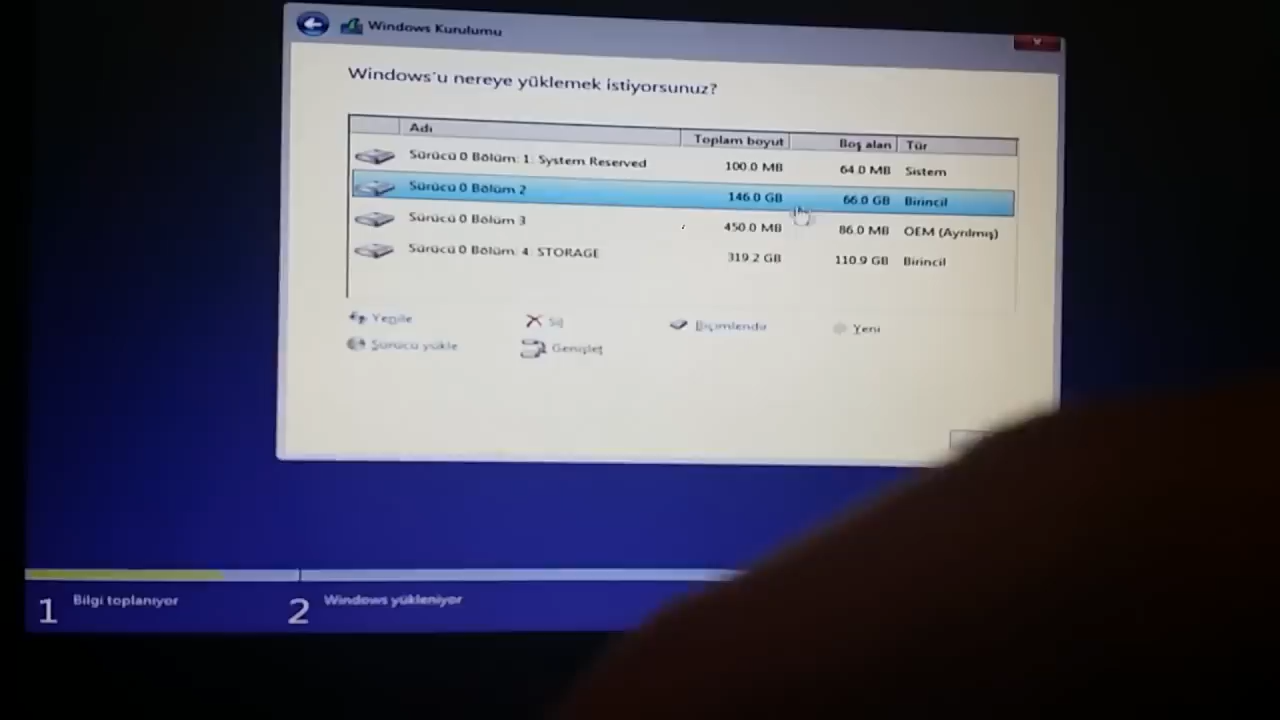 Windows Kurulumu
Windows'u nereye yüklemek istiyorsunuz?
Adı Toplam boyut Boş alan Tür
Sürücü 0 Bölüm: 1: System Reserved 100.0 MB 64.0 MB Sistem
Sürücü 0 Bölüm 2 146.0 GB 66.0 GB Birincil
Sürücü 0 Bölüm 3 450.0 MB 86.0 MB OEM (Ayrılmış)
Sürücü 0 Bölüm: 4: STORAGE 319.2 GB 110.9 GB Birincil
Yenile Sil Biçimlendir Yeni
Sürücü yükle Genişlet
1 Bilgi toplanıyor 2 Windows yükleniyor